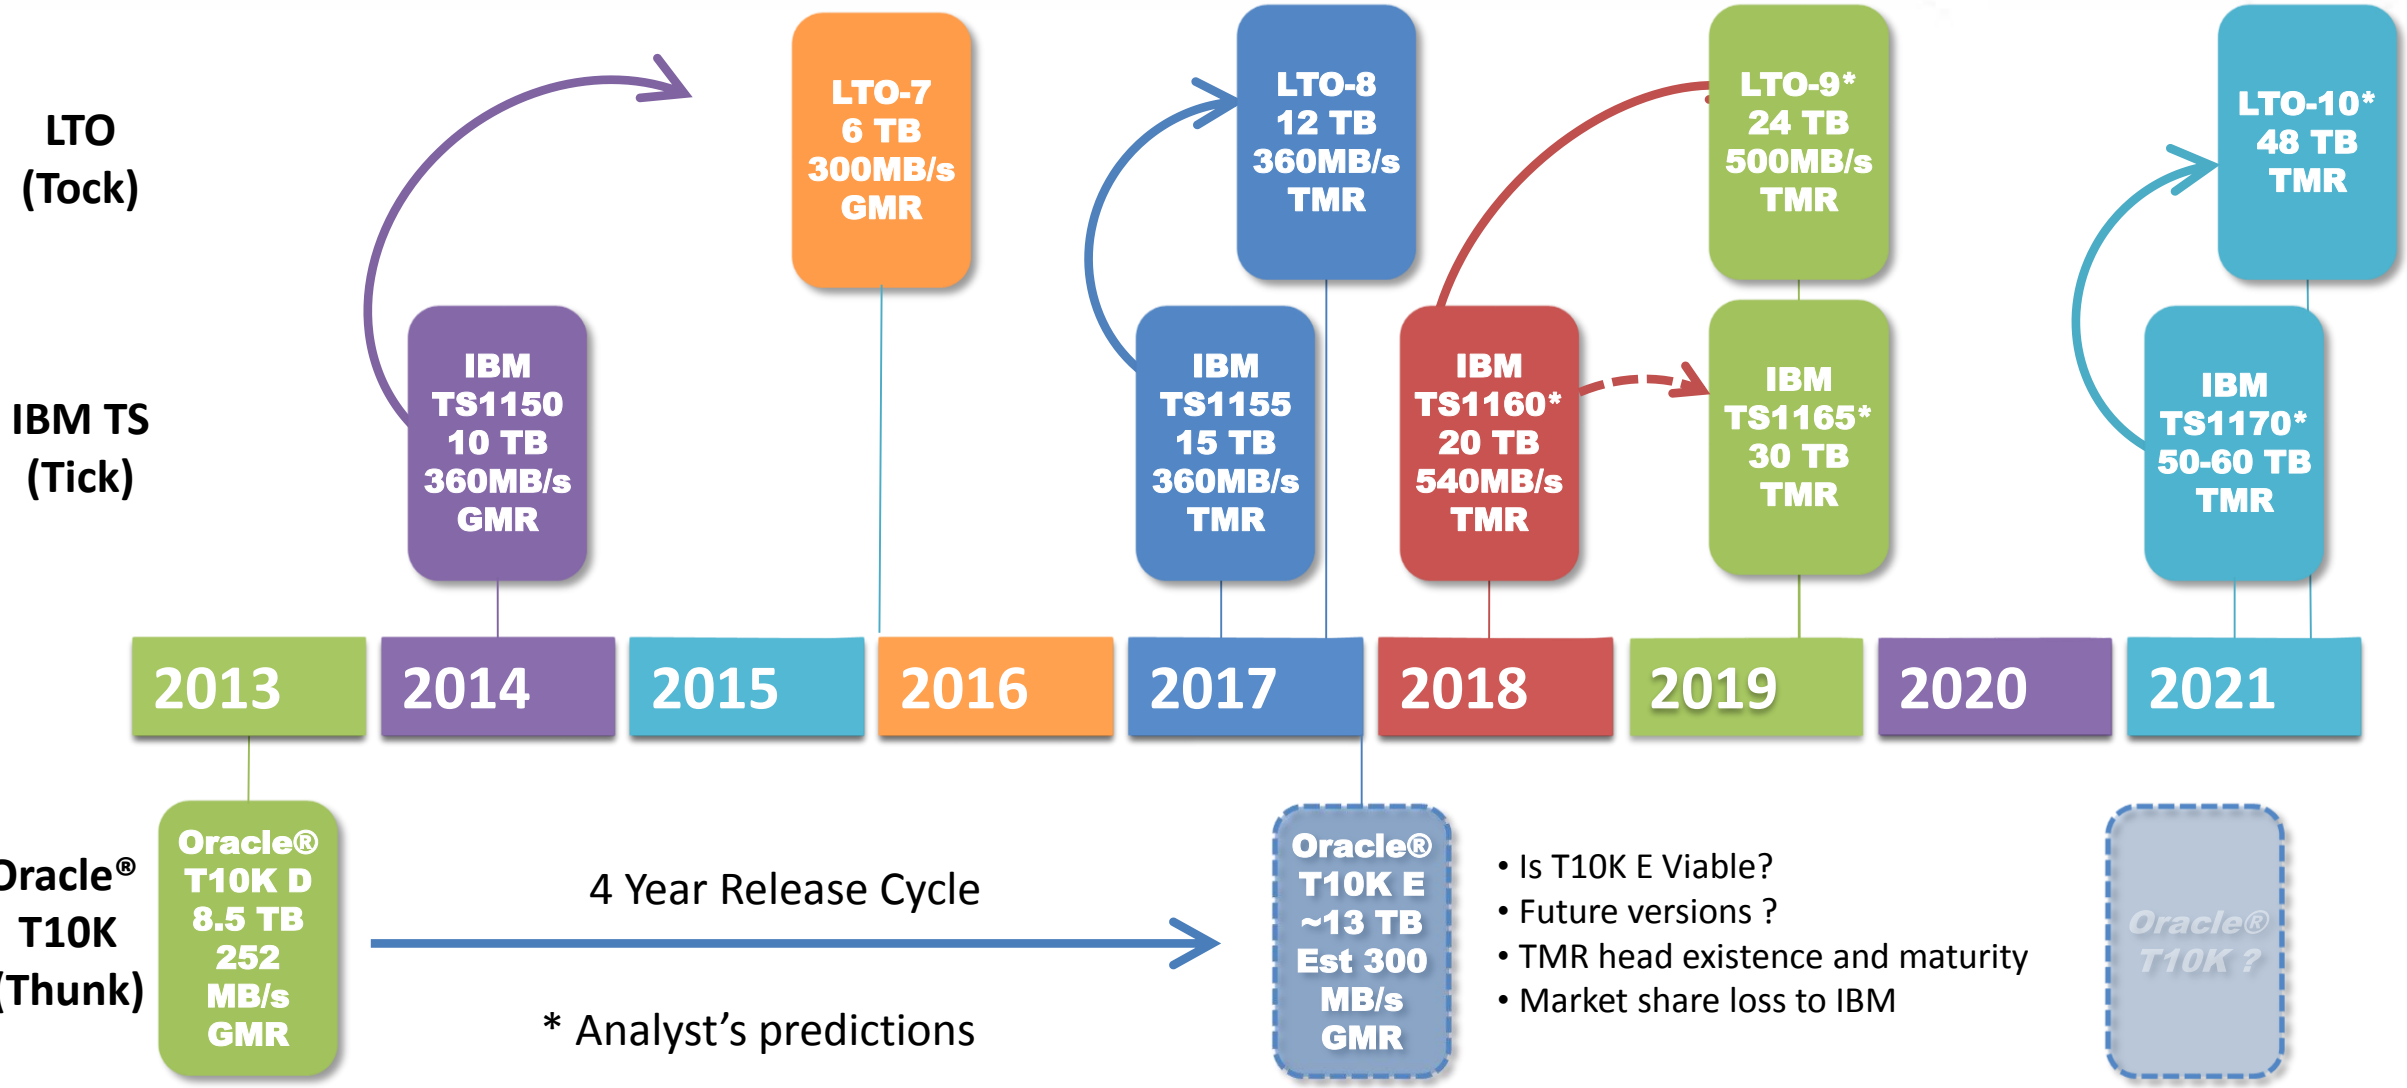 LTO
(Tock)
LTO-7
6 TB
300MB/s
GMR
LTO-8
12 TB
360MB/s
TMR
LTO-9*
24 TB
500MB/s
TMR
LTO-10*
48 TB
TMR
IBM TS
(Tick)
IBM
TS1150
10 TB
360MB/s
GMR
IBM
TS1155
15 TB
360MB/s
TMR
IBM
TS1160*
20 TB
540MB/s
TMR
IBM
TS1165*
30 TB
TMR
IBM
TS1170*
50-60 TB
TMR
2013
2014
2015
2016
2017
2018
2019
2020
2021
Oracle®
T10K
(Thunk)
Oracle®
T10K D
8.5 TB
252
MB/s
GMR
4 Year Release Cycle
* Analyst's predictions
Oracle®
T10K E
~13 TB
Est 300
MB/s
GMR
• Is T10K E Viable?
• Future versions ?
• TMR head existence and maturity
• Market share loss to IBM
Oracle®
T10K ?